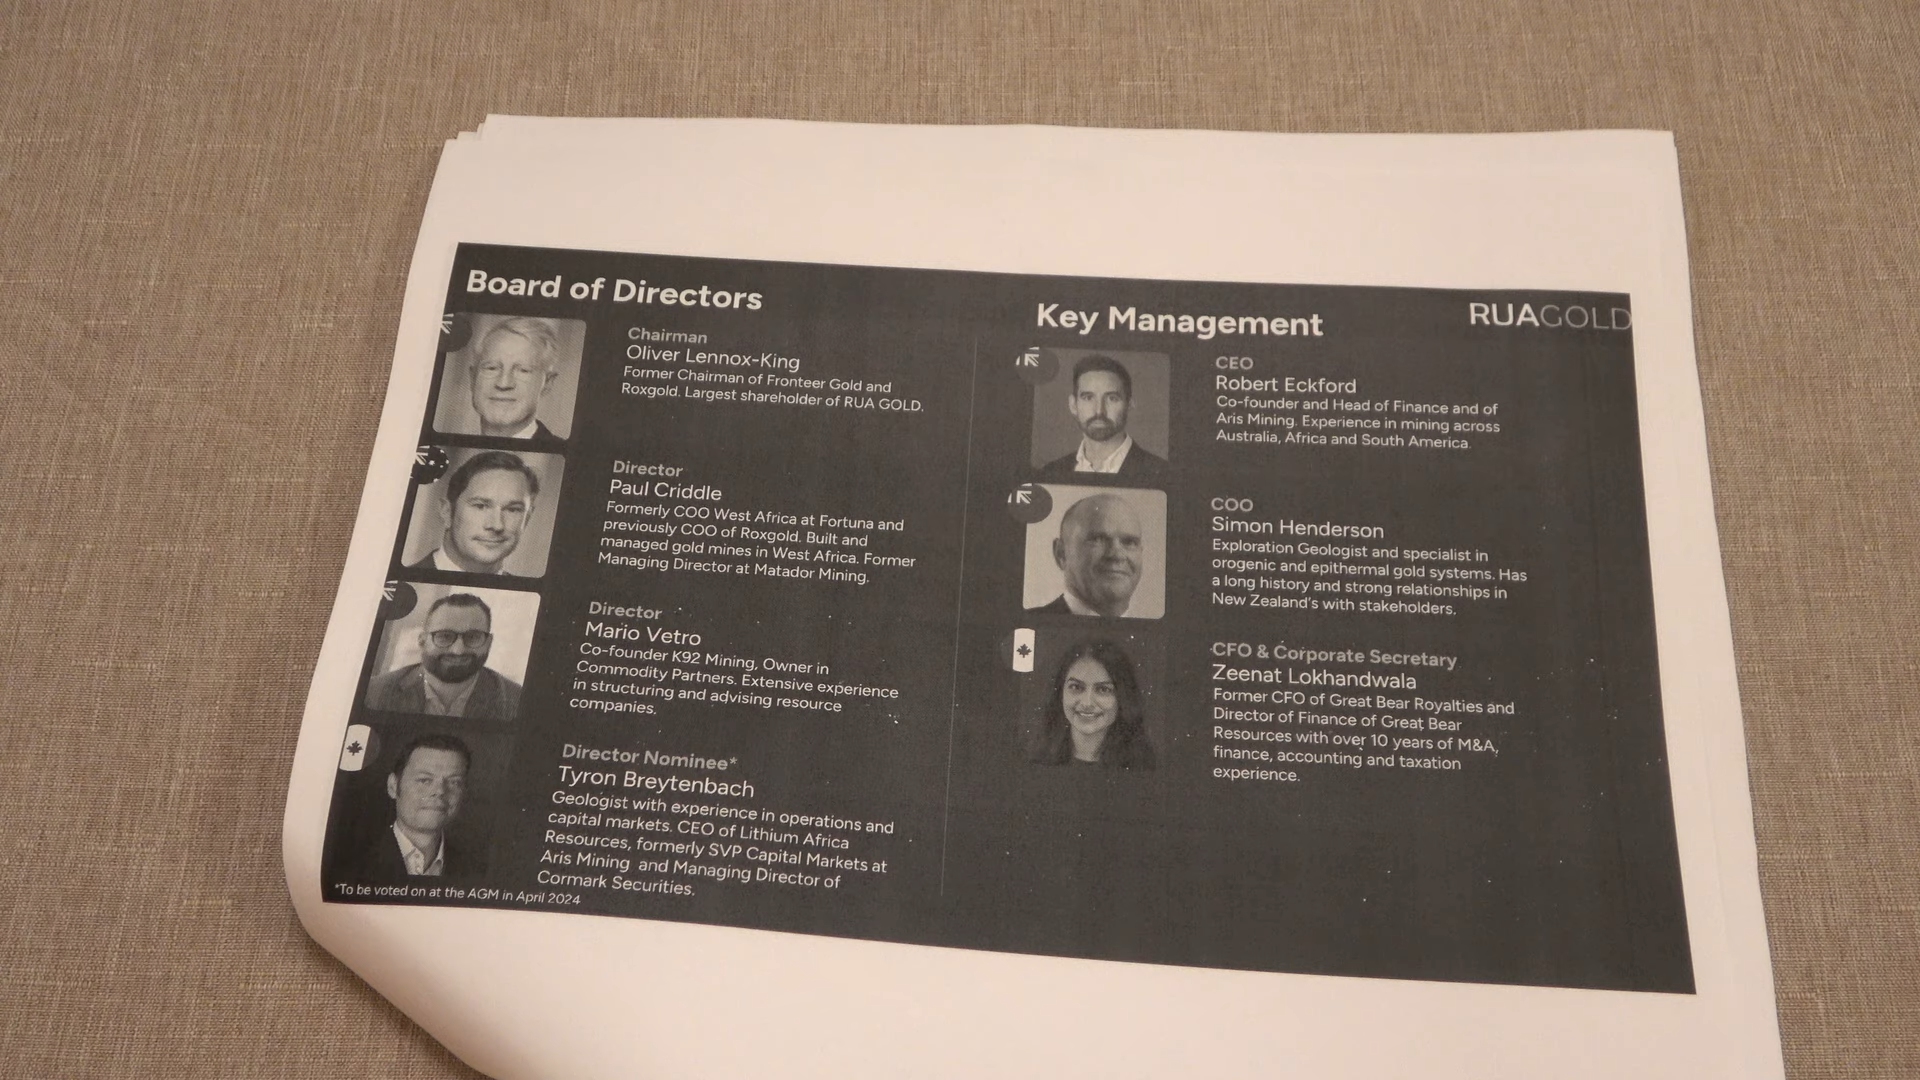 Board of Directors
Chairman
Oliver Lennox-King
Former Chairman of Fronteer Gold and
Roxgold. Largest shareholder of RUA GOLD.
Director
Paul Criddle
Formerly COO West Africa at Fortuna and
previously COO of Roxgold. Built and
managed gold mines in West Africa. Former
Managing Director at Matador Mining.
Director
Mario Vetro
Co-founder K92 Mining, Owner in
Commodity Partners. Extensive experience
in structuring and advising resource
companies.
Director Nominee*
Tyron Breytenbach
Geologist with experience in operations and
capital markets. CEO of Lithium Africa
Resources, formerly SVP Capital Markets at
Aris Mining and Managing Director of
Cormark Securities.
*To be voted on at the AGM in April 2024
Key Management
RUAGOLD
CEO
Robert Eckford
Co-founder and Head of Finance and of
Aris Mining. Experience in mining across
Australia, Africa and South America.
COO
Simon Henderson
Exploration Geologist and specialist in
orogenic and epithermal gold systems. Has
a long history and strong relationships in
New Zealand's with stakeholders.
CFO & Corporate Secretary
Zeenat Lokhandwala
Former CFO of Great Bear Royalties and
Director of Finance of Great Bear
Resources with over 10 years of M&A,
finance, accounting and taxation
experience.